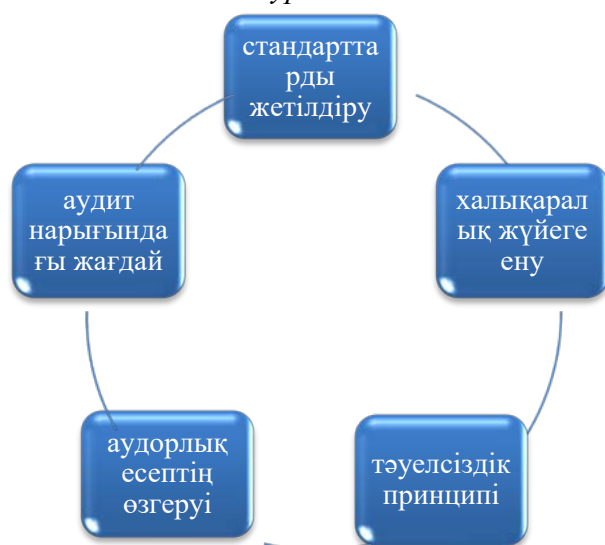 стандартта
рды
жетілдіру
халықарал
ық жүйеге
ену
тәуелсіздік
принципі
аудорлық
есептің
өзгеруі
аудит
нарығында
ғы жағдай